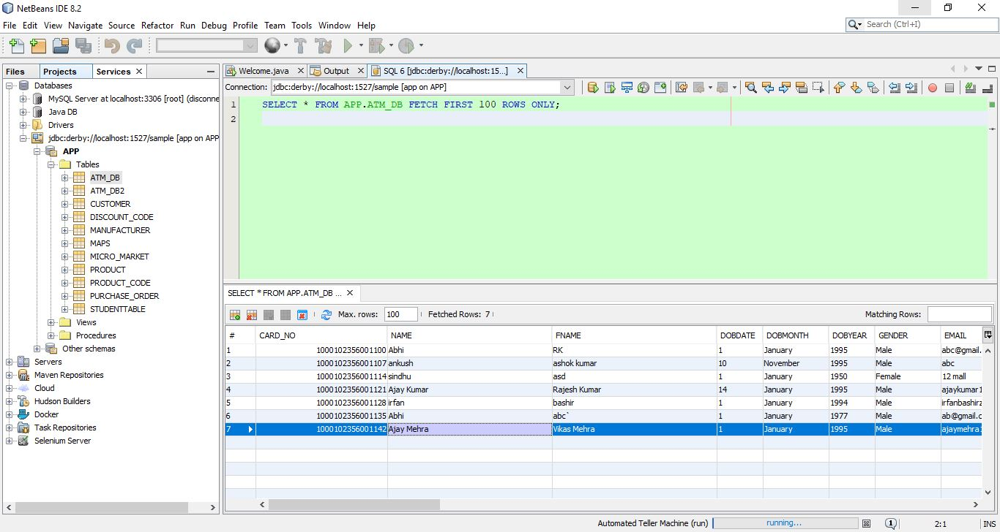 NetBeans IDE 8.2
File Edit View Navigate Source Refactor Run Debug Profile Team Tools Window Help
Search (Ctrl+I)
Files Projects Services
Databases
MySQL Server at localhost:3306 [root] (disconne
Java DB
Drivers
jdbc:derby://localhost:1527/sample [app on APP
APP
Tables
ATM_DB
ATM_DB2
CUSTOMER
DISCOUNT_CODE
MANUFACTURER
MAPS
MICRO_MARKET
PRODUCT
PRODUCT_CODE
PURCHASE_ORDER
STUDENTTABLE
Views
Procedures
Other schemas
Servers
Maven Repositories
Cloud
Hudson Builders
Docker
Task Repositories
Selenium Server
Welcome.java Output SQL 6 [jdbc:derby://localhost:15...]
Connection: jdbc:derby://localhost:1527/sample [app on APP]
1 SELECT * FROM APP.ATM_DB FETCH FIRST 100 ROWS ONLY;
2
SELECT * FROM APP.ATM_DB ...
Max. rows: 100 Fetched Rows: 7 Matching Rows:
# CARD_NO NAME FNAME DOBDATE DOBMONTH DOBYEAR GENDER EMAIL
1 1000102356001100 Abhi RK 1 January 1995 Male abc@gmail.
2 1000102356001107 ankush ashok kumar 10 November 1995 Male abc
3 1000102356001114 sindhu asd 1 January 1950 Female 12 mall
4 1000102356001121 Ajay Kumar Rajesh Kumar 14 January 1995 Male ajaykumar1
5 1000102356001128 irfan bashir 1 January 1994 Male irfanbashirz
6 1000102356001135 Abhi abc` 1 January 1977 Male ab@gmail.c
7 1000102356001142 Ajay Mehra Vikas Mehra 1 January 1995 Male ajaymehra1
Automated Teller Machine (run) running... 1 2:1 INS